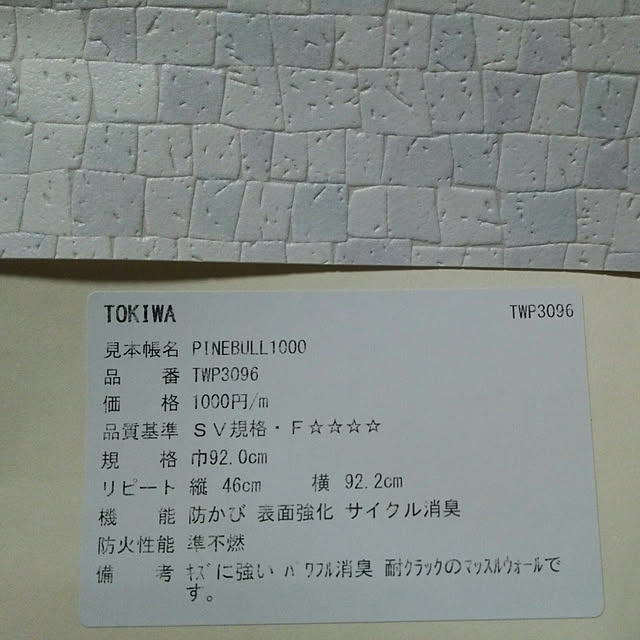 TOKIWA TWP3096
見本帳名 PINEBULL1000
品 番 TWP3096
価 格 1000円/m
品質基準 SV規格・F☆☆☆☆
規 格 巾92.0cm
リピート 縦 46cm 横 92.2cm
機 能 防かび 表面強化 サイクル消臭
防火性能 準不燃
備 考 ｷｽﾞに強い ﾊﾟﾜﾌﾙ消臭 耐ｸﾗｯｸのﾏｯｽﾙｳｫｰﾙで
す。